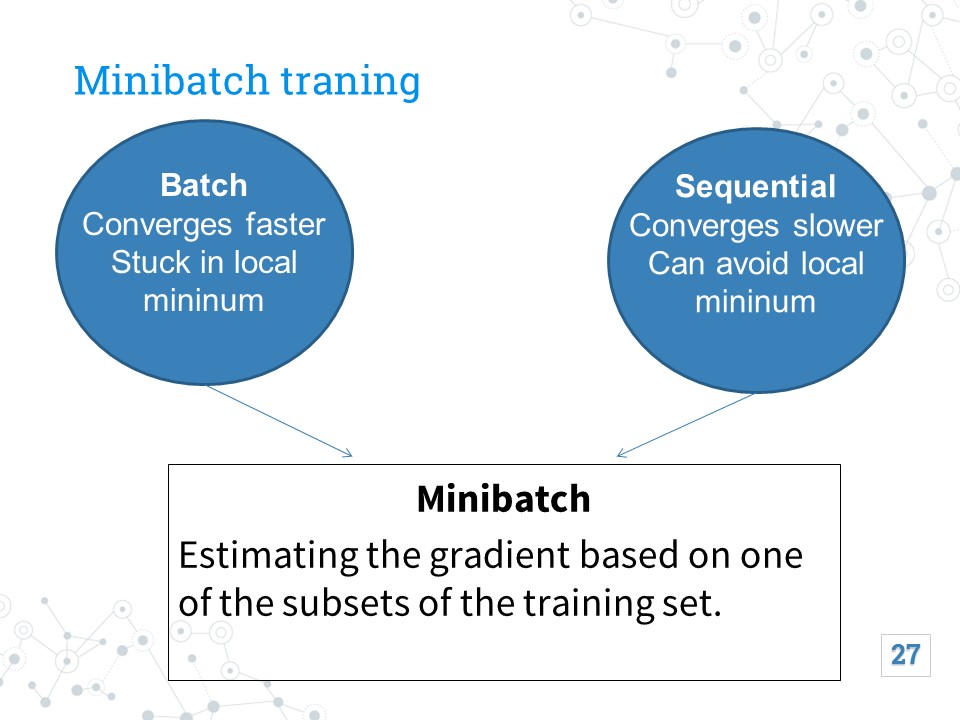 Minibatch traning
Batch
Converges faster
Stuck in local
mininum
Sequential
Converges slower
Can avoid local
mininum
Minibatch
Estimating the gradient based on one
of the subsets of the training set.
27